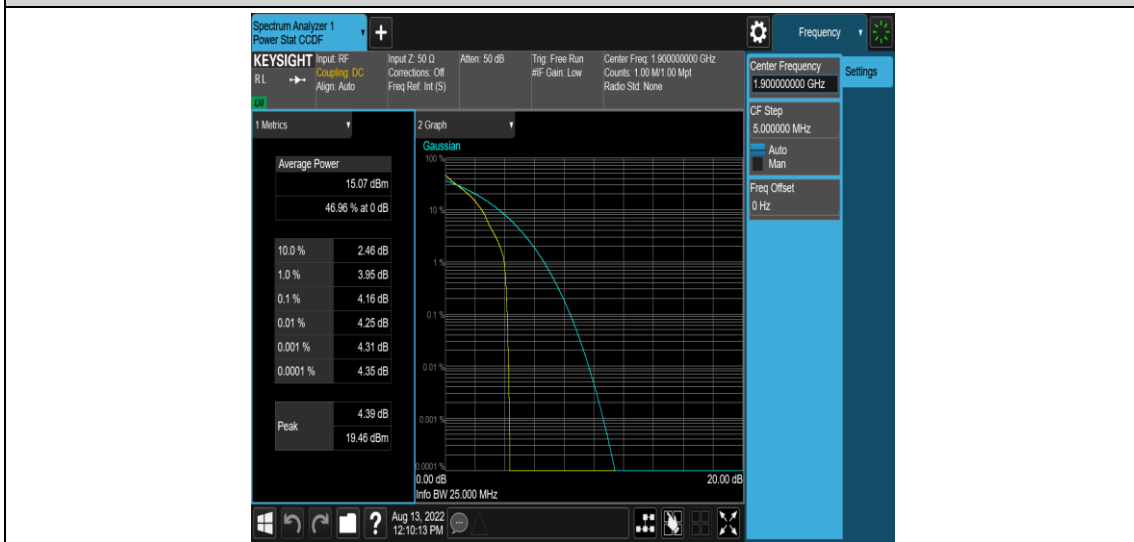 Spectrum Analyzer 1
Power Stat CCDF
+
Frequency
KEYSIGHT
RL
Input: RF
Coupling: DC
Align: Auto
Input Z: 50 Ω
Corrections: Off
Freq Ref: Int (S)
Atten: 50 dB
Trig: Free Run
#IF Gain: Low
Center Freq: 1.900000000 GHz
Counts: 1.00 M/1.00 Mpt
Radio Std: None
Center Frequency
1.900000000 GHz
Settings
CF Step
5.000000 MHz
Auto
Man
Freq Offset
0 Hz
1 Metrics
Average Power
15.07 dBm
46.96 % at 0 dB
10.0 % 2.46 dB
1.0 % 3.95 dB
0.1 % 4.16 dB
0.01 % 4.25 dB
0.001 % 4.31 dB
0.0001 % 4.35 dB
Peak 4.39 dB
19.46 dBm
2 Graph
Gaussian
100 %
10 %
1 %
0.1 %
0.01 %
0.001 %
0.0001 %
0.00 dB 20.00 dB
Info BW 25.000 MHz
?
Aug 13, 2022
12:10:13 PM